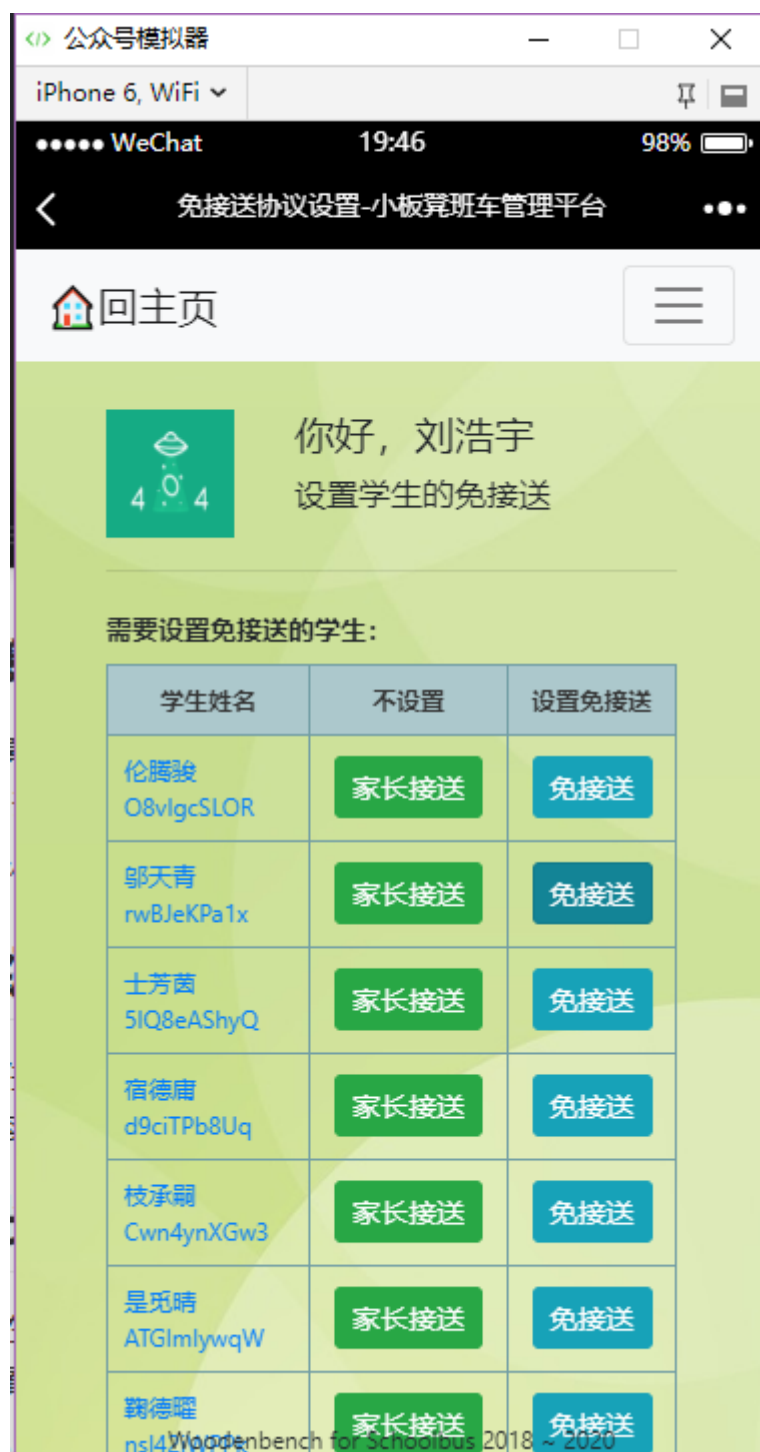 公众号模拟器
iPhone 6, WiFi
WeChat 19:46 98%
免接送协议设置-小板凳班车管理平台
回主页
404
你好，刘浩宇
设置学生的免接送
需要设置免接送的学生：
学生姓名 不设置 设置免接送
伦腾骏 家长接送 免接送
O8vIgcSLOR
邬天青 家长接送 免接送
rwBJeKPa1x
士芳茵 家长接送 免接送
5IQ8eAShyQ
宿德庸 家长接送 免接送
d9ciTPb8Uq
枝承嗣 家长接送 免接送
Cwn4ynXGw3
是觅晴 家长接送 免接送
ATGImIywqW
鞠德曜 家长接送 免接送
Woodenbench for Schoolbus 2018 ~ 2020